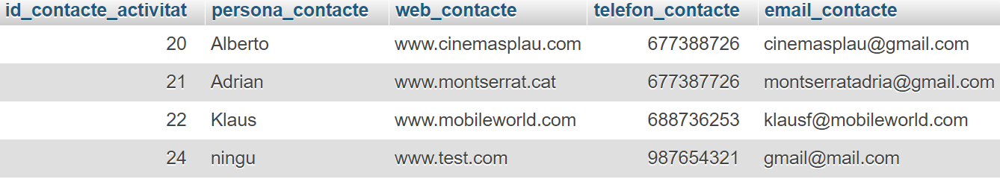 id_contacte_activitat persona_contacte web_contacte telefon_contacte email_contacte
20 Alberto www.cinemasplau.com 677388726 cinemasplau@gmail.com
21 Adrian www.montserrat.cat 677387726 montserratadria@gmail.com
22 Klaus www.mobileworld.com 688736253 klausf@mobileworld.com
24 ningu www.test.com 987654321 gmail@mail.com